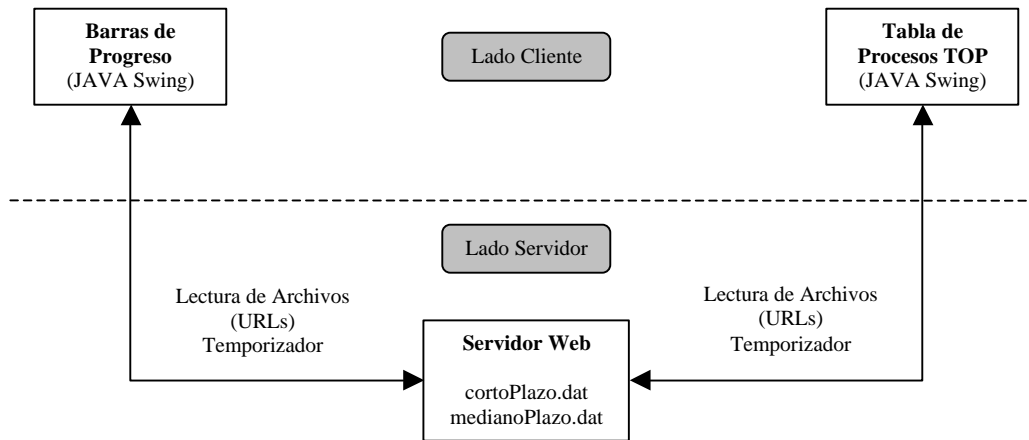 Barras de
Progreso
(JAVA Swing)
Lado Cliente
Tabla de
Procesos TOP
(JAVA Swing)
Lado Servidor
Lectura de Archivos
(URLs)
Temporizador
Lectura de Archivos
(URLs)
Temporizador
Servidor Web
cortoPlazo.dat
medianoPlazo.dat